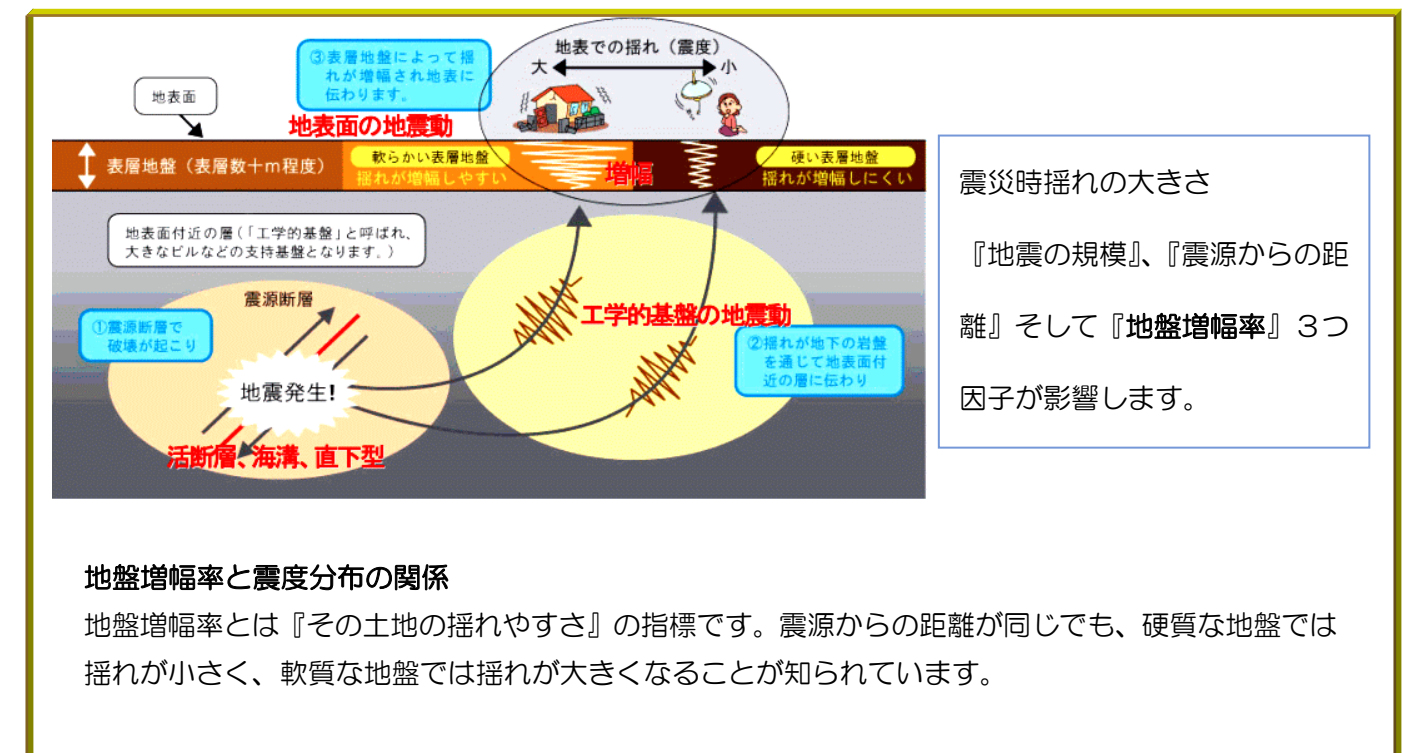 ③表層地盤によって揺
れが増幅され地表に
伝わります。
地表での揺れ（震度）
大
小
地表面
地表面の地震動
表層地盤（表層数十m程度）
軟らかい表層地盤
揺れが増幅しやすい
増幅
硬い表層地盤
揺れが増幅しにくい
地表面付近の層（「工学的基盤」と呼ばれ、
大きなビルなどの支持基盤となります。）
震源断層
①震源断層で
破壊が起こり
地震発生!
活断層、海溝、直下型
工学的基盤の地震動
②揺れが地下の岩盤
を通じて地表面付
近の層に伝わり
震災時揺れの大きさ
『地震の規模』、『震源からの距
離』そして『地盤増幅率』３つ
因子が影響します。
地盤増幅率と震度分布の関係
地盤増幅率とは『その土地の揺れやすさ』の指標です。震源からの距離が同じでも、硬質な地盤では
揺れが小さく、軟質な地盤では揺れが大きくなることが知られています。